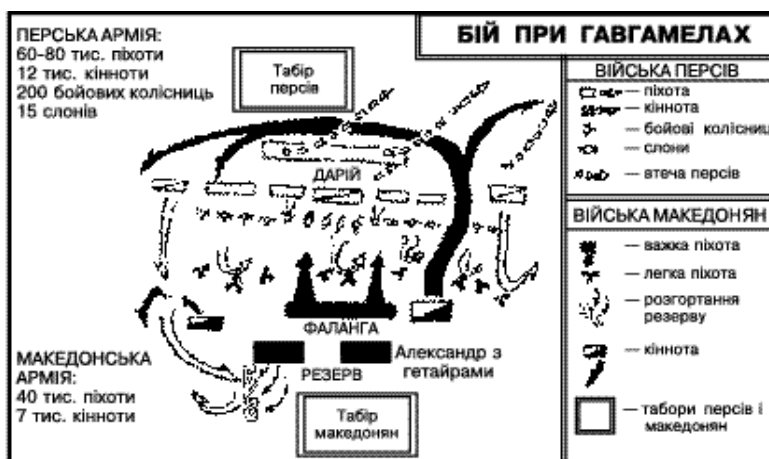 ПЕРСЬКА АРМІЯ:
60-80 тис. піхоти
12 тис. кінноти
200 бойових колісниць
15 слонів
Табір
персів
ДАРІЙ
ФАЛАНГА
РЕЗЕРВ
Александр з
гетайрами
МАКЕДОНСЬКА
АРМІЯ:
40 тис. піхоти
7 тис. кінноти
Табір
македонян
БІЙ ПРИ ГАВГАМЕЛАХ
ВІЙСЬКА ПЕРСІВ
— піхота
— кіннота
— бойові колісниц
— слони
— втеча персів
ВІЙСЬКА МАКЕДОНЯН
— важка піхота
— легка піхота
— розгортання
резерву
— кіннота
— табори персів і
македонян